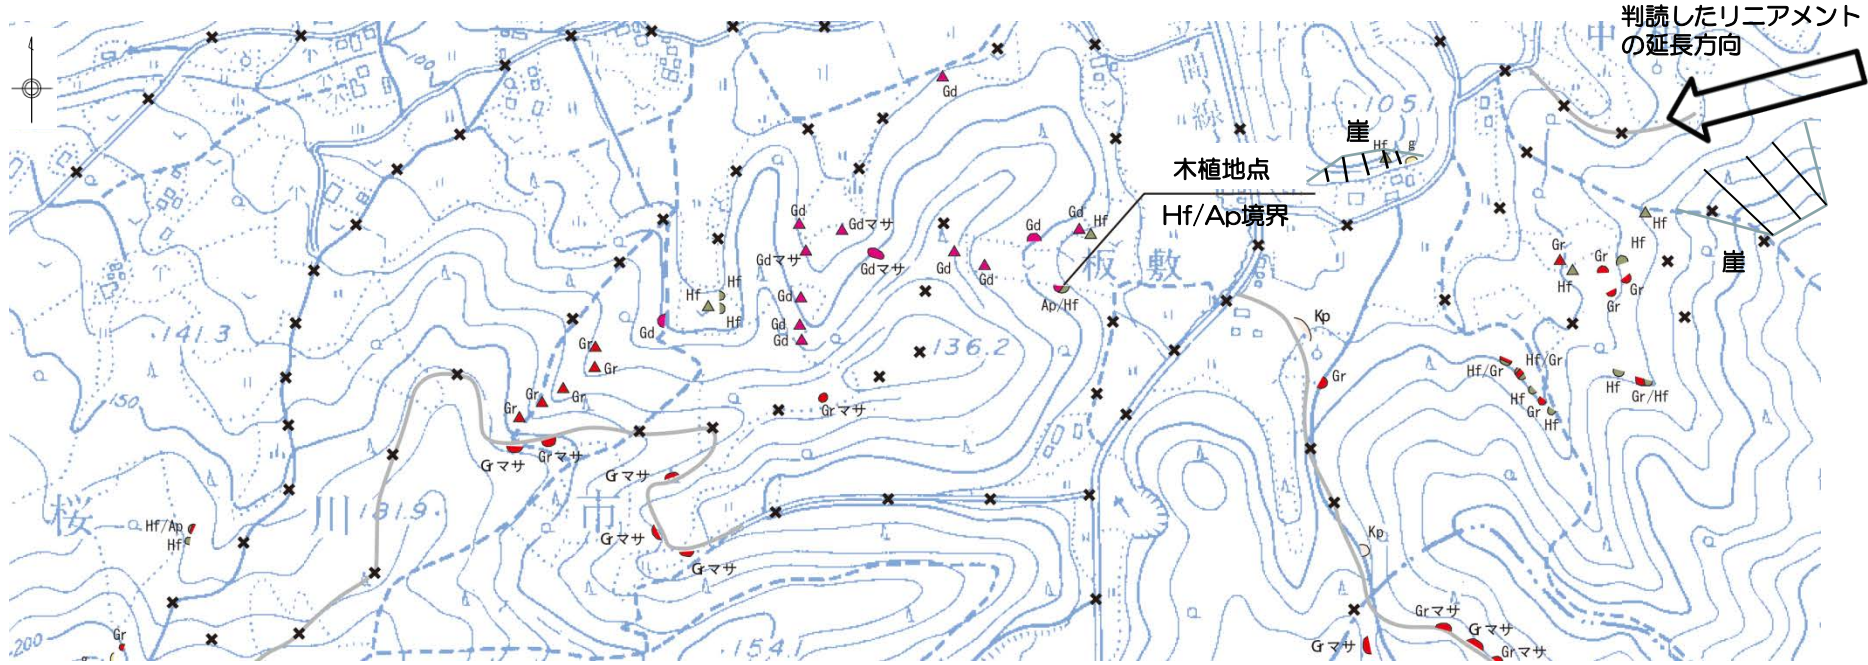 判読したリニアメント
の延長方向
中
Gd
100
105.1
崖
Hf
g
木植地点
Hf/Ap境界
Gd
Gdマサ
Gdマサ
Gdマサ
Gd
Gd
Gd
Gd
Hf
板敷
Ap/Hf
Hf
崖
Gr
Hf
Gr
Hf
Gr
Gr
Hf
Hf
Hf
Gd
Gd
Gd
Gd
141.3
136.2
Kp
Gr
Gr
Gr
Gr
Gr
Grマサ
Gr
Hf/Gr
Hf/Gr
Hf
Gr
Hf
Hf
Gr/Hf
150
Grマサ
Grマサ
Grマサ
桜
川
市
181.9
Hf/Ap
Hf
Grマサ
Grマサ
Kp
Grマサ
Grマサ
Grマサ
Grマサ
Gr
200
154.1